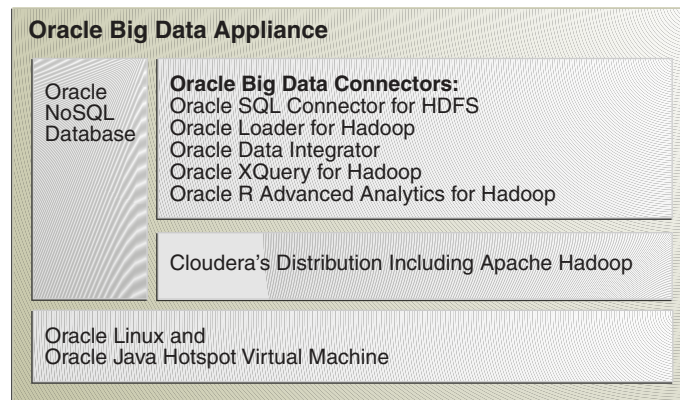 Oracle Big Data Appliance
Oracle
NoSQL
Database
Oracle Big Data Connectors:
Oracle SQL Connector for HDFS
Oracle Loader for Hadoop
Oracle Data Integrator
Oracle XQuery for Hadoop
Oracle R Advanced Analytics for Hadoop
Cloudera's Distribution Including Apache Hadoop
Oracle Linux and
Oracle Java Hotspot Virtual Machine